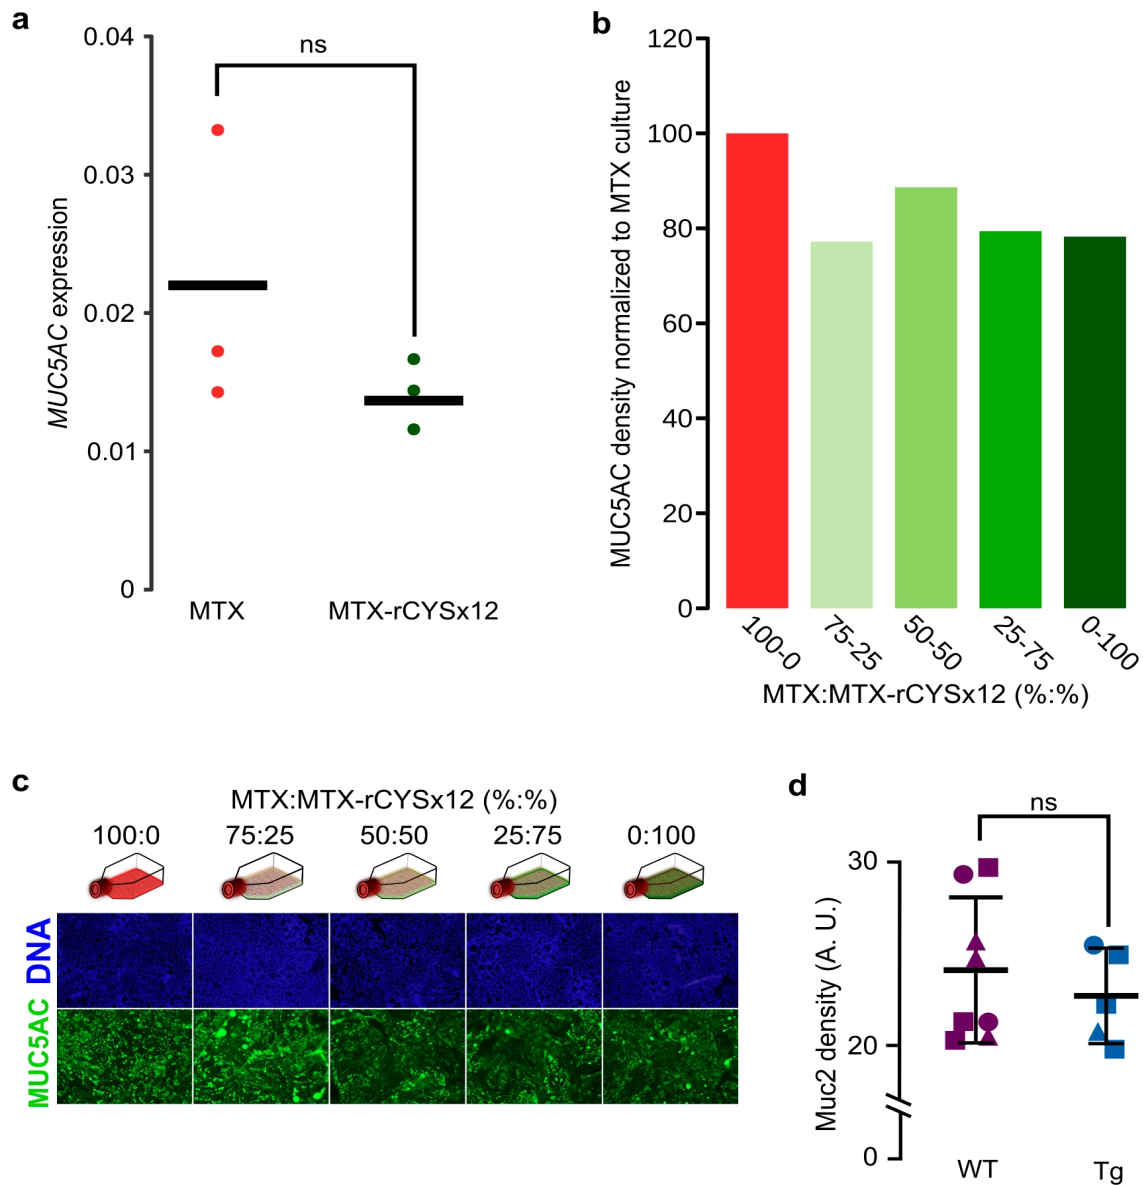 a
0.04
0.03
0.02
0.01
0
MUC5AC expression
ns
MTX
MTX-rCYSx12
b
120
100
80
60
40
20
0
MUC5AC density normalized to MTX culture
100-0
75-25
50-50
25-75
0-100
MTX:MTX-rCYSx12 (%:%)
c
MTX:MTX-rCYSx12 (%:%)
100:0
75:25
50:50
25:75
0:100
DNA
MUC5AC
d
ns
30
20
0
Muc2 density (A. U.)
WT
Tg